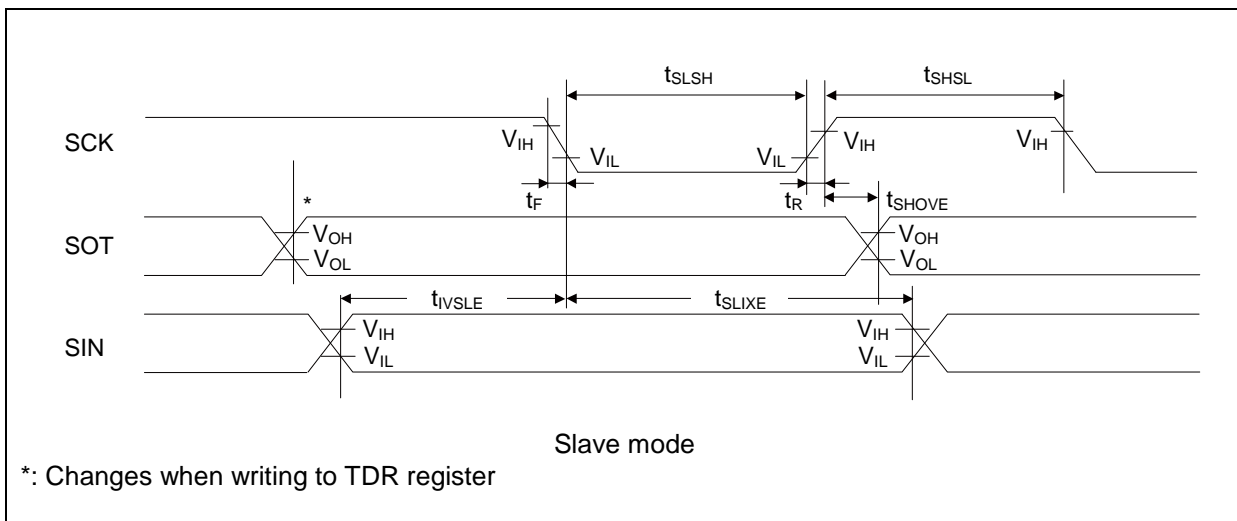 tSLSH tSHSL
SCK
VIH VIL VIL VIH VIH
tF tR tSHOVE
*
SOT
VOH VOH
VOL VOL
tIVSLE tSLIXE
SIN
VIH VIH
VIL VIL
Slave mode
*: Changes when writing to TDR register